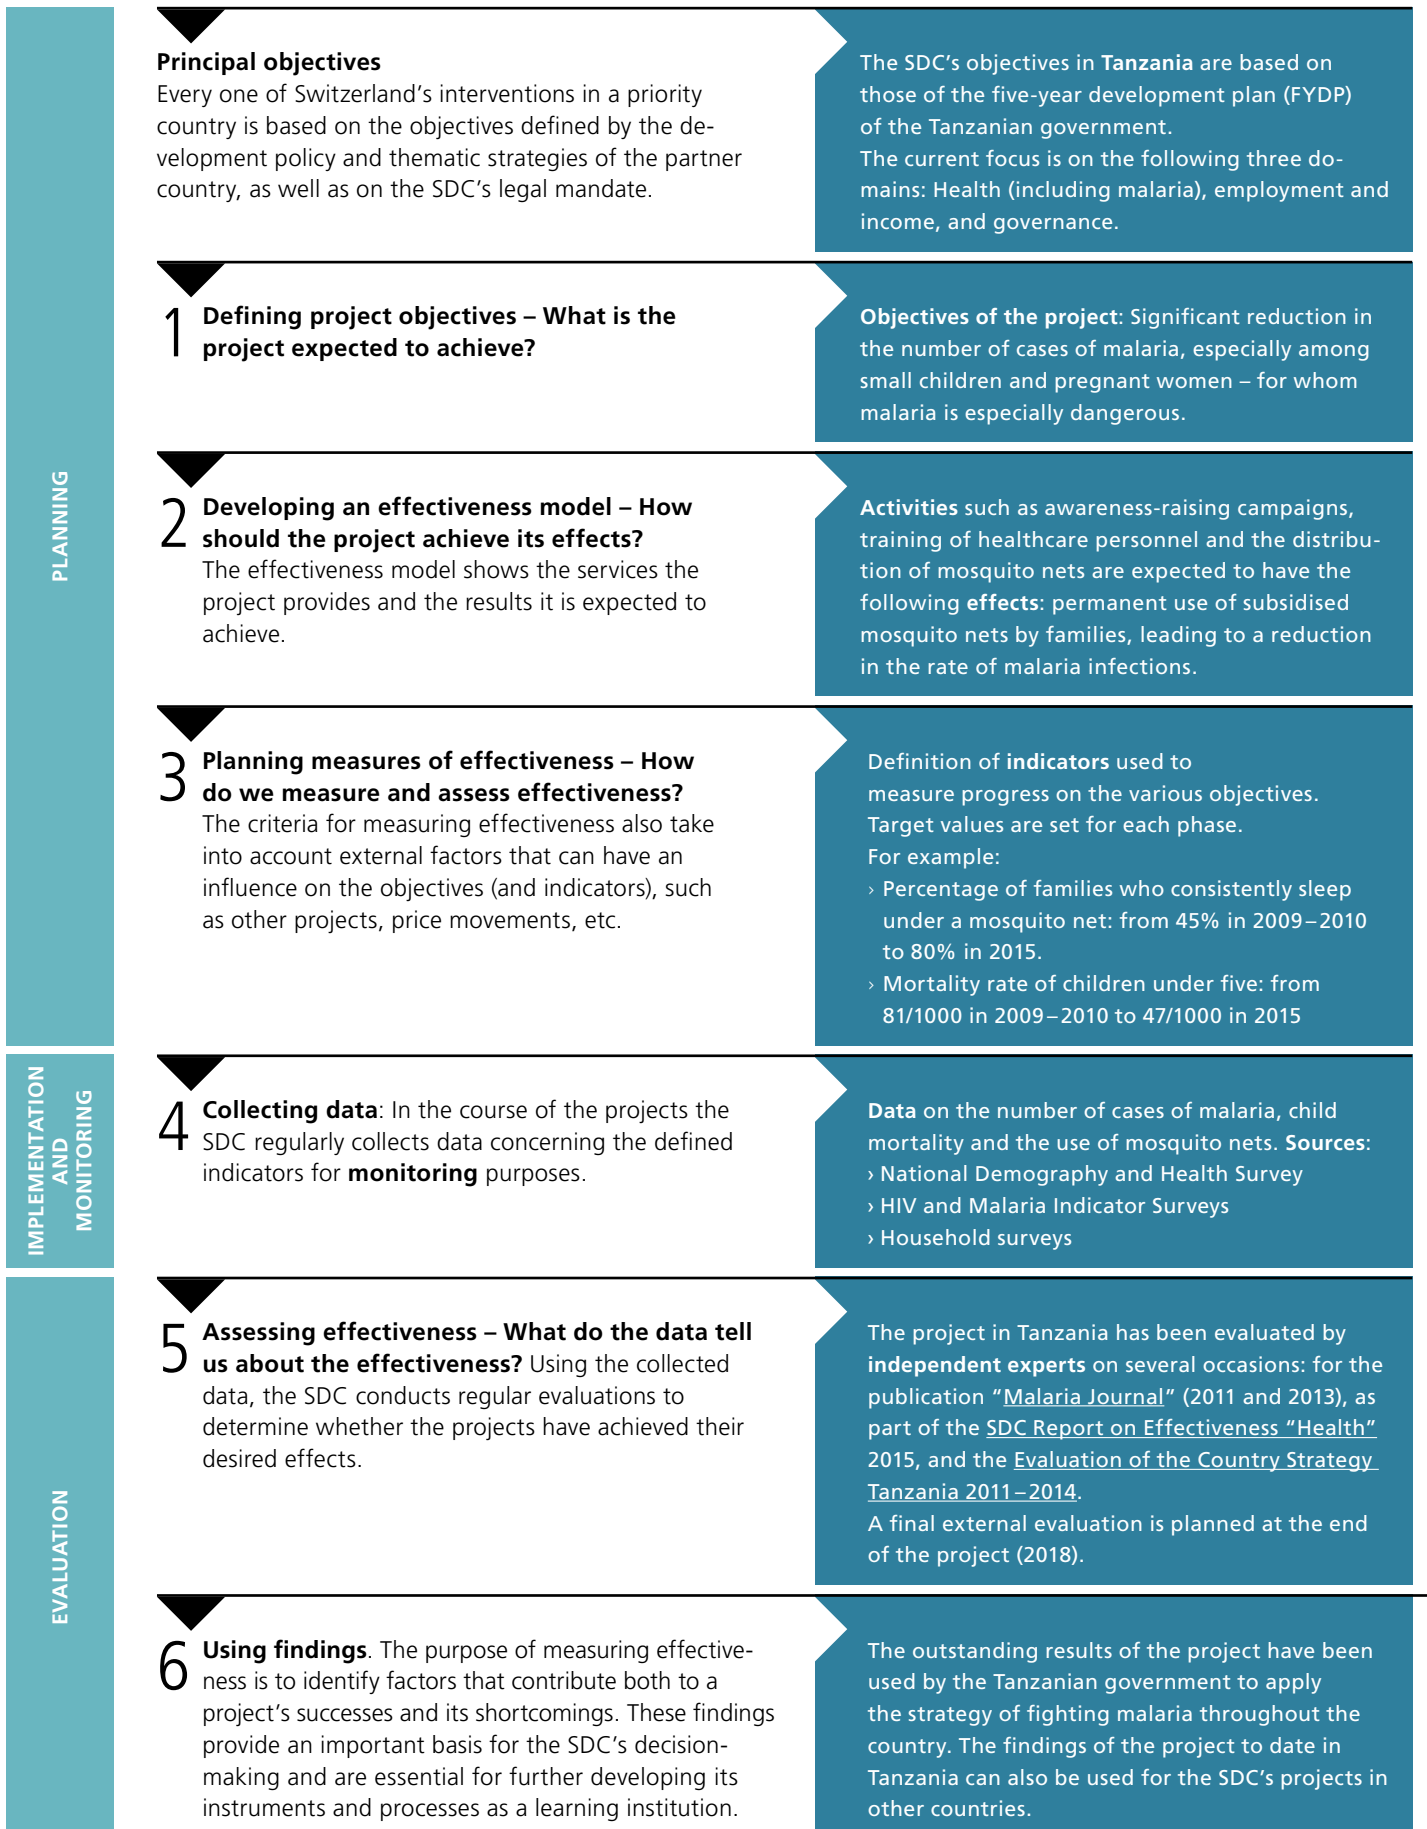 PLANNING
Principal objectives
Every one of Switzerland's interventions in a priority
country is based on the objectives defined by the de-
velopment policy and thematic strategies of the partner
country, as well as on the SDC's legal mandate.
The SDC's objectives in Tanzania are based on
those of the five-year development plan (FYDP)
of the Tanzanian government.
The current focus is on the following three do-
mains: Health (including malaria), employment and
income, and governance.
1 Defining project objectives – What is the
project expected to achieve?
Objectives of the project: Significant reduction in
the number of cases of malaria, especially among
small children and pregnant women – for whom
malaria is especially dangerous.
2 Developing an effectiveness model – How
should the project achieve its effects?
The effectiveness model shows the services the
project provides and the results it is expected to
achieve.
Activities such as awareness-raising campaigns,
training of healthcare personnel and the distribu-
tion of mosquito nets are expected to have the
following effects: permanent use of subsidised
mosquito nets by families, leading to a reduction
in the rate of malaria infections.
3 Planning measures of effectiveness – How
do we measure and assess effectiveness?
The criteria for measuring effectiveness also take
into account external factors that can have an
influence on the objectives (and indicators), such
as other projects, price movements, etc.
Definition of indicators used to
measure progress on the various objectives.
Target values are set for each phase.
For example:
› Percentage of families who consistently sleep
under a mosquito net: from 45% in 2009–2010
to 80% in 2015.
› Mortality rate of children under five: from
81/1000 in 2009–2010 to 47/1000 in 2015
IMPLEMENTATION
AND
MONITORING
4 Collecting data: In the course of the projects the
SDC regularly collects data concerning the defined
indicators for monitoring purposes.
Data on the number of cases of malaria, child
mortality and the use of mosquito nets. Sources:
› National Demography and Health Survey
› HIV and Malaria Indicator Surveys
› Household surveys
EVALUATION
5 Assessing effectiveness – What do the data tell
us about the effectiveness? Using the collected
data, the SDC conducts regular evaluations to
determine whether the projects have achieved their
desired effects.
The project in Tanzania has been evaluated by
independent experts on several occasions: for the
publication “Malaria Journal” (2011 and 2013), as
part of the SDC Report on Effectiveness “Health”
2015, and the Evaluation of the Country Strategy
Tanzania 2011–2014.
A final external evaluation is planned at the end
of the project (2018).
6 Using findings. The purpose of measuring effective-
ness is to identify factors that contribute both to a
project's successes and its shortcomings. These findings
provide an important basis for the SDC's decision-
making and are essential for further developing its
instruments and processes as a learning institution.
The outstanding results of the project have been
used by the Tanzanian government to apply
the strategy of fighting malaria throughout the
country. The findings of the project to date in
Tanzania can also be used for the SDC's projects in
other countries.